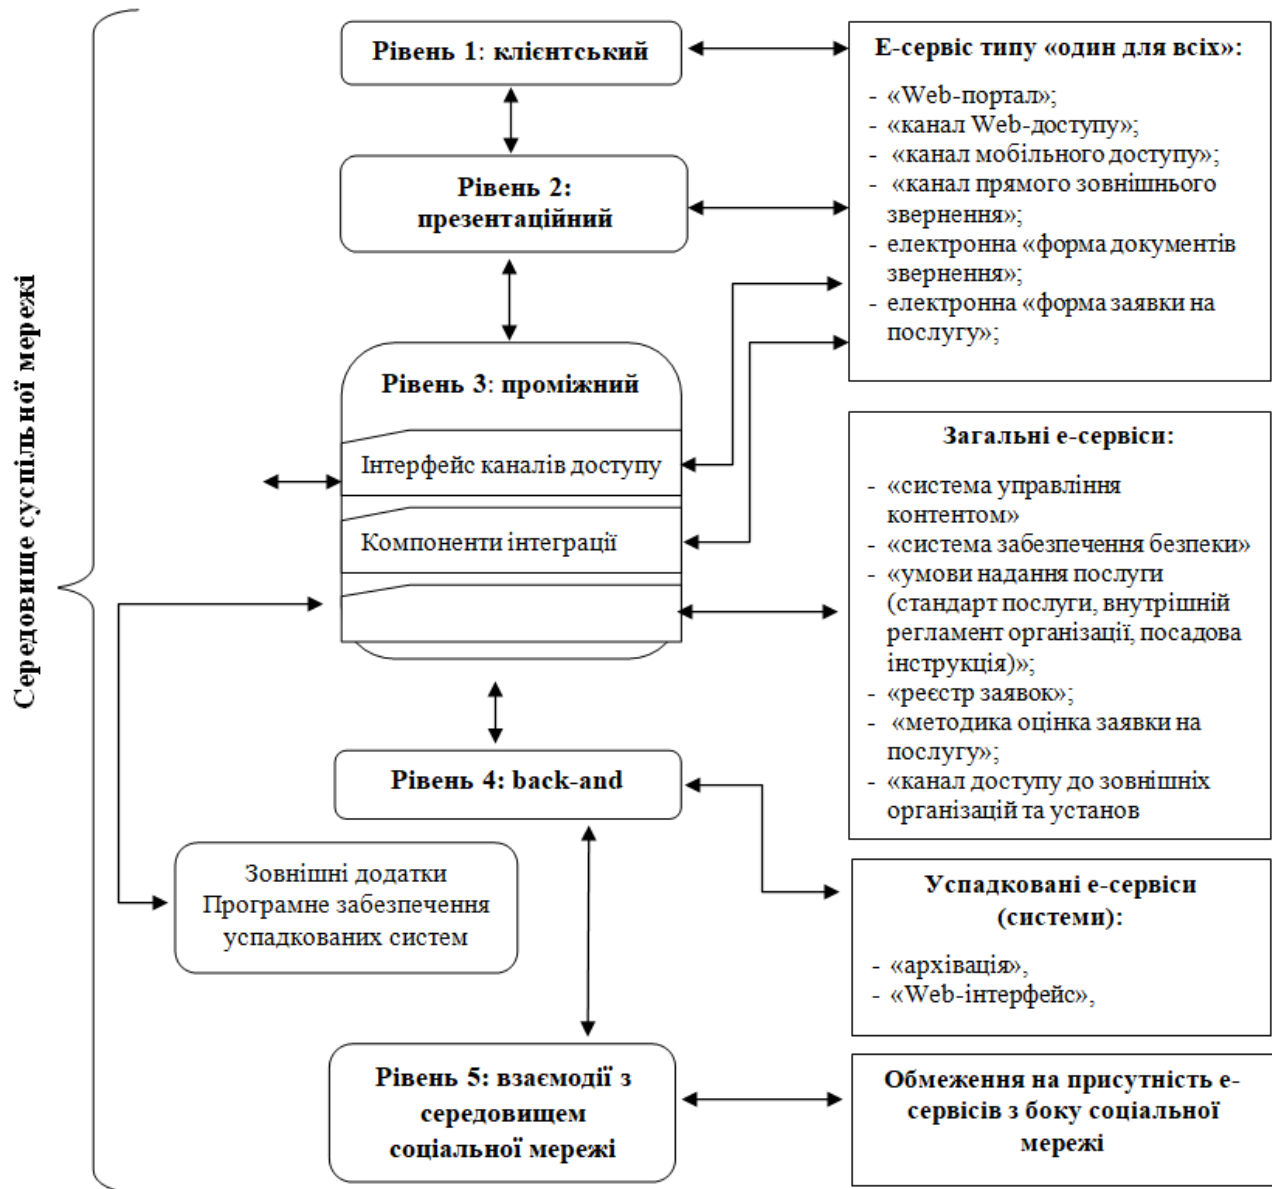 Середовище суспільної мережі
Рівень 1: клієнтський
Рівень 2:
презентаційний
Рівень 3: проміжний
Інтерфейс каналів доступу
Компоненти інтеграції
Рівень 4: back-and
Зовнішні додатки
Програмне забезпечення
успадкованих систем
Рівень 5: взаємодії з
середовищем
соціальної мережі
Е-сервіс типу «один для всіх»:
- «Web-портал»;
- «канал Web-доступу»;
- «канал мобільного доступу»;
- «канал прямого зовнішнього
звернення»;
- електронна «форма документів
звернення»;
- електронна «форма заявки на
послугу»;
Загальні е-сервіси:
- «система управління
контентом»
- «система забезпечення безпеки»
- «умови надання послуги
(стандарт послуги, внутрішній
регламент організації, посадова
інструкція)»;
- «реєстр заявок»;
- «методика оцінка заявки на
послугу»;
- «канал доступу до зовнішніх
організацій та установ
Успадковані е-сервіси
(системи):
- «архівація»,
- «Web-інтерфейс»,
Обмеження на присутність е-
сервісів з боку соціальної
мережі